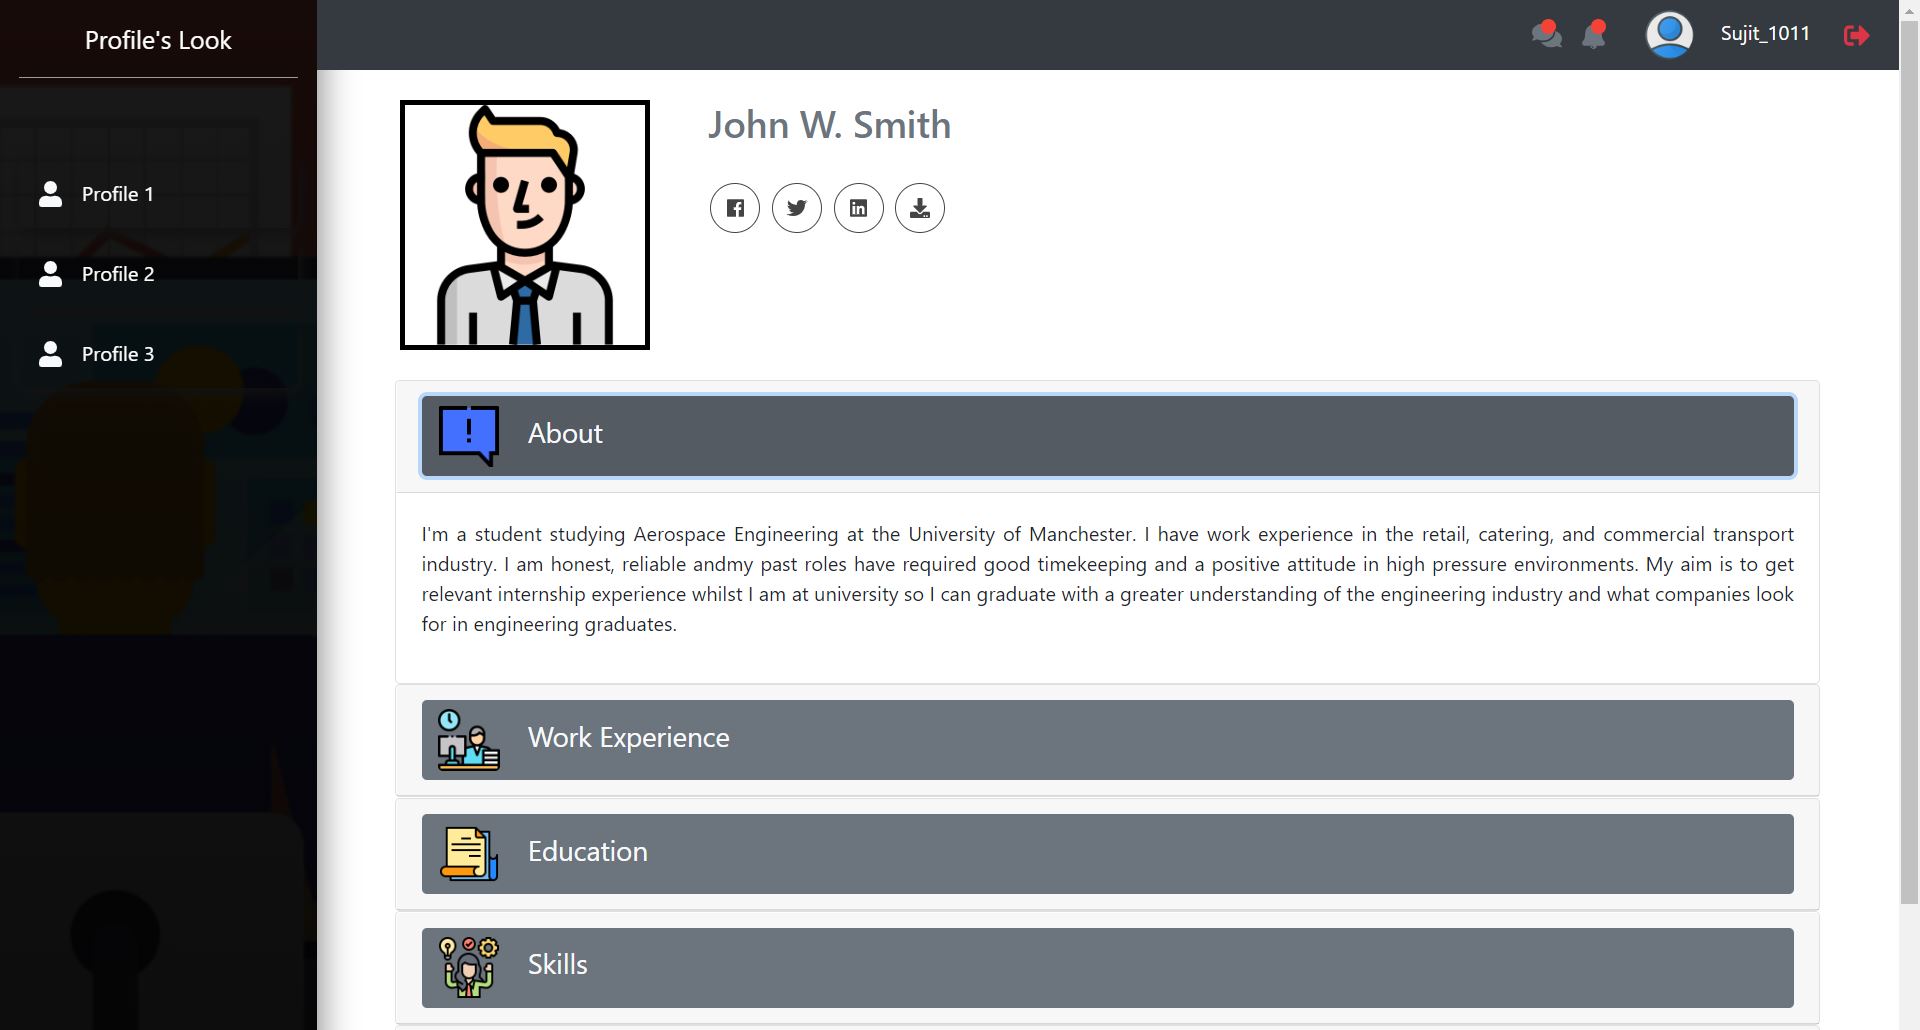 Profile's Look
Sujit_1011
Profile 1
Profile 2
Profile 3
John W. Smith
About
I'm a student studying Aerospace Engineering at the University of Manchester. I have work experience in the retail, catering, and commercial transport
industry. I am honest, reliable andmy past roles have required good timekeeping and a positive attitude in high pressure environments. My aim is to get
relevant internship experience whilst I am at university so I can graduate with a greater understanding of the engineering industry and what companies look
for in engineering graduates.
Work Experience
Education
Skills